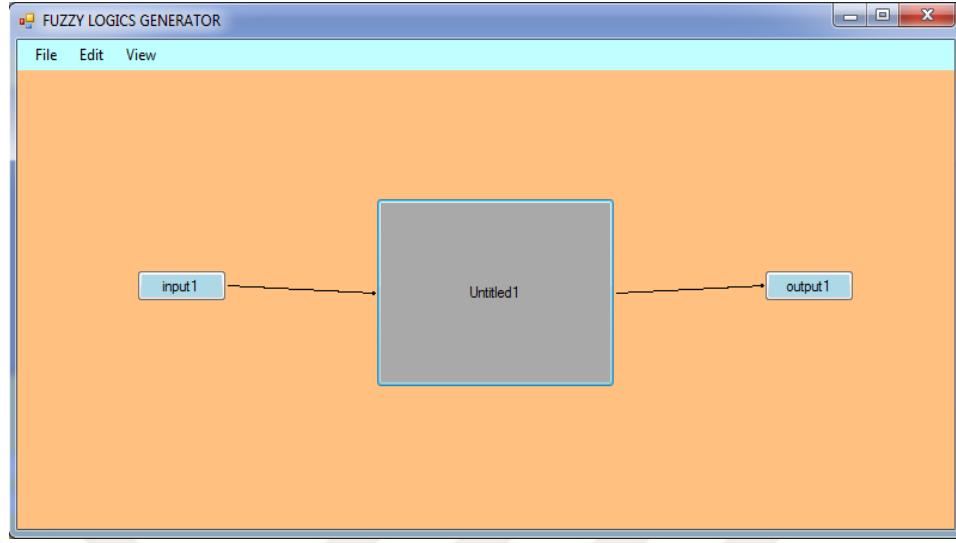 FUZZY LOGICS GENERATOR
File Edit View
input1
Untitled1
output1